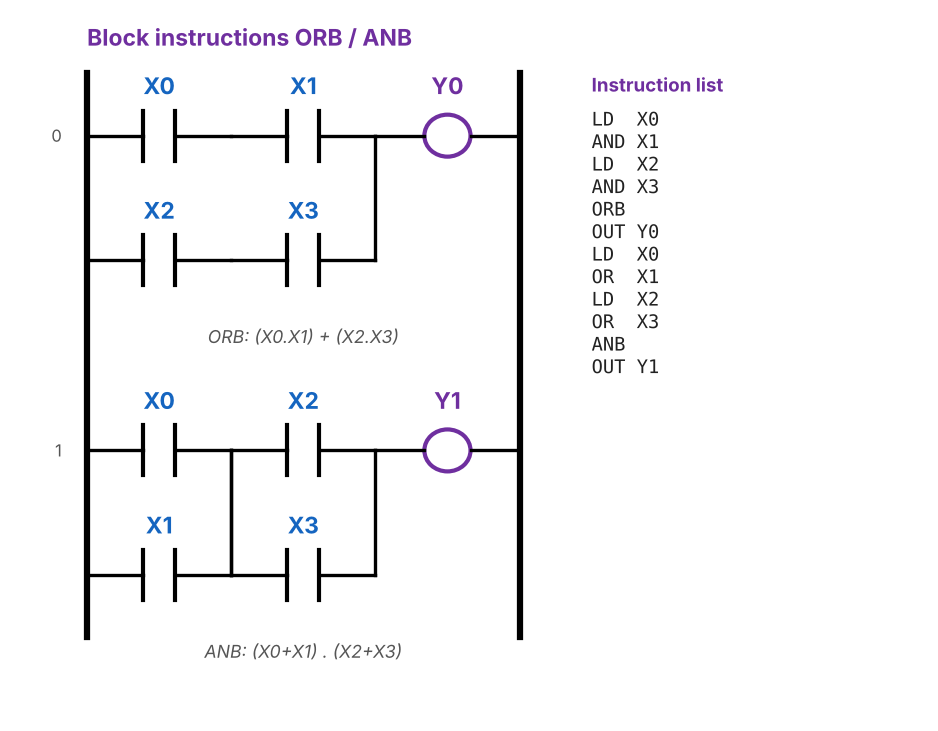 Block instructions ORB / ANB
X0 X1 Y0
0
X2 X3
ORB: (X0.X1) + (X2.X3)
X0 X2 Y1
1
X1 X3
ANB: (X0+X1) . (X2+X3)
Instruction list
LD  X0
AND X1
LD  X2
AND X3
ORB
OUT Y0
LD  X0
OR  X1
LD  X2
OR  X3
ANB
OUT Y1